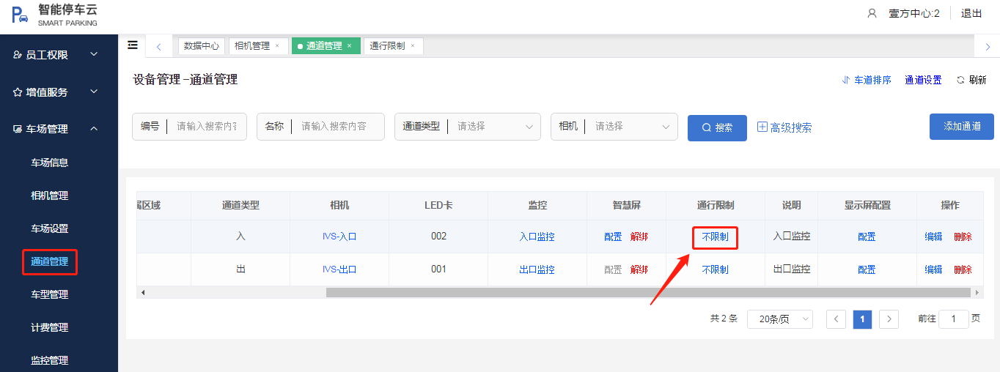 智能停车云
SMART PARKING
壹方中心:2
退出
员工权限
增值服务
车场管理
车场信息
相机管理
车场设置
通道管理
车型管理
计费管理
监控管理
数据中心 相机管理 × 通道管理 × 通行限制 ×
设备管理 –通道管理
车道排序 通道设置 刷新
编号 请输入搜索内容 名称 请输入搜索内容 通道类型 请选择 相机 请选择 搜索 高级搜索 添加通道
属区域 通道类型 相机 LED卡 监控 智慧屏 通行限制 说明 显示屏配置 操作
入 IVS-入口 002 入口监控 配置 解绑 不限制 入口监控 配置 编辑 删除
出 IVS-出口 001 出口监控 配置 解绑 不限制 出口监控 配置 编辑 删除
共 2 条 20条/页 1 前往 1 页